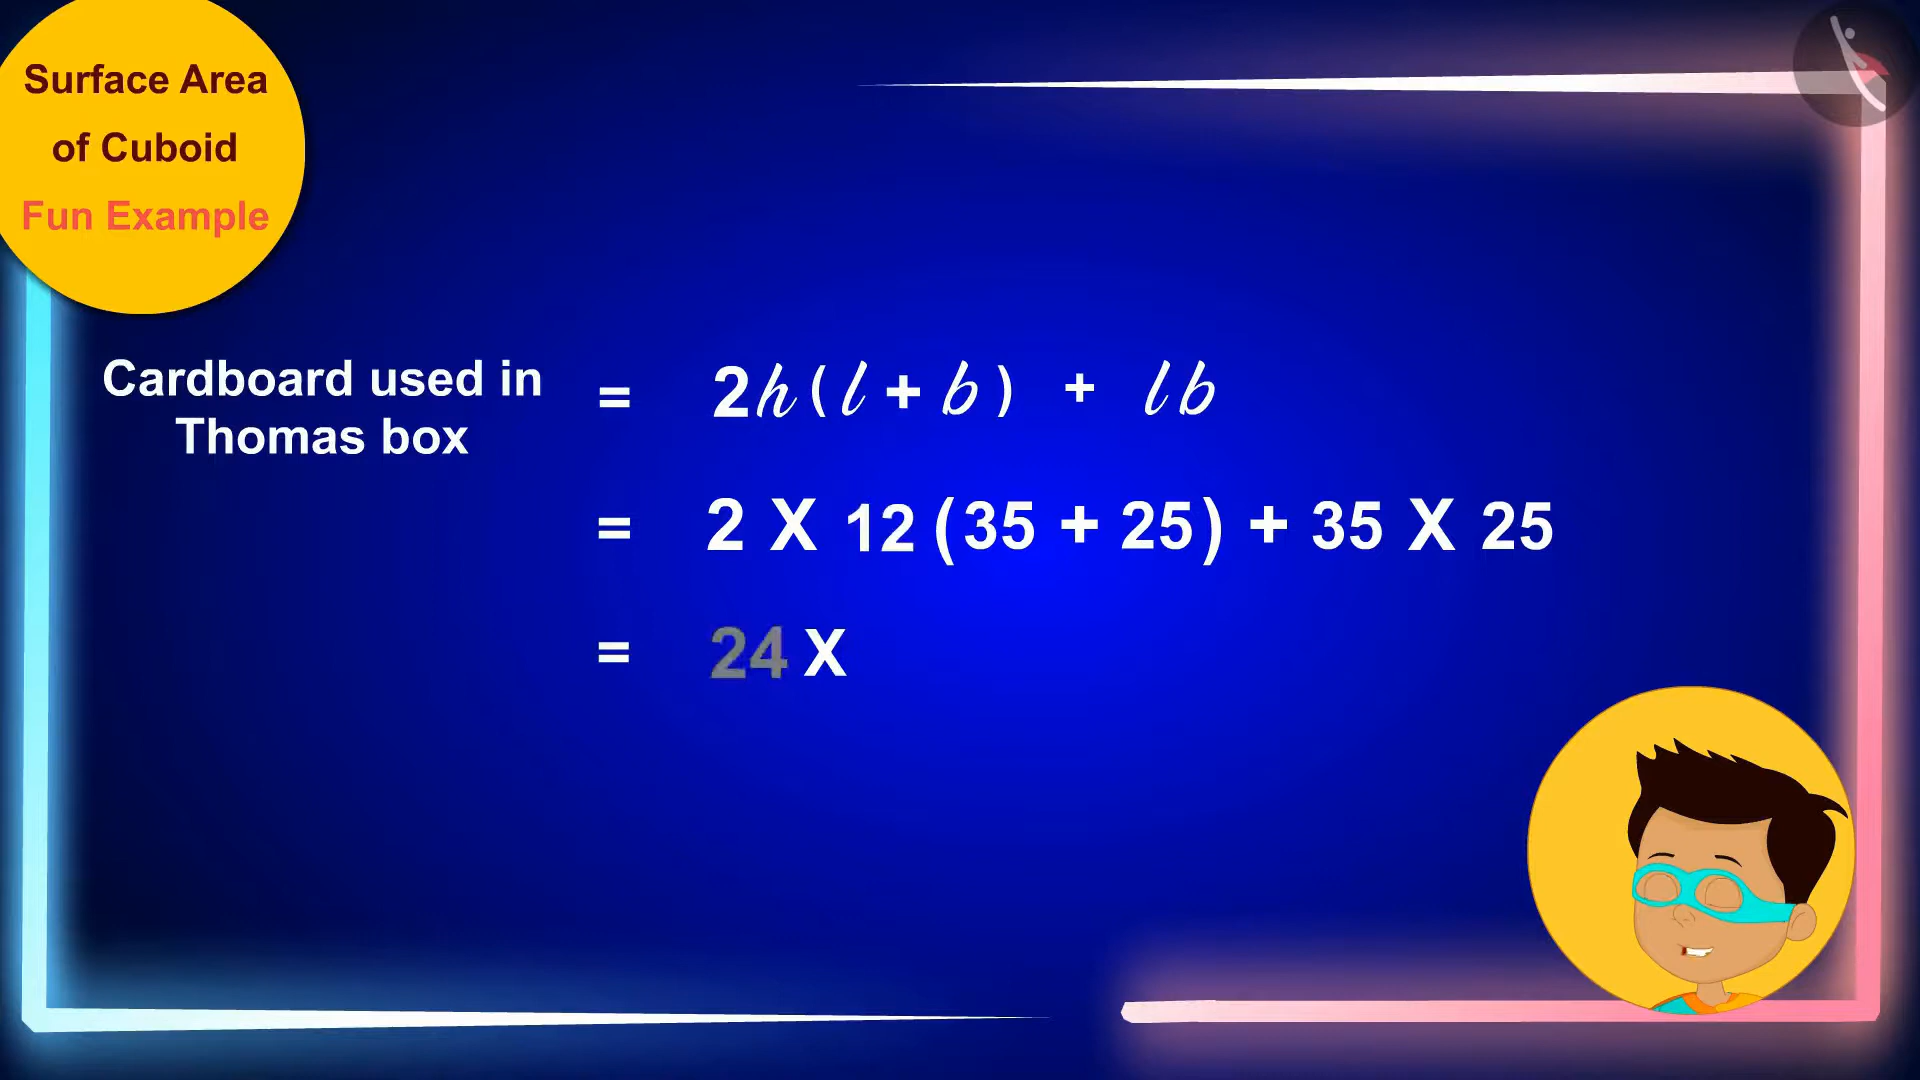 Surface Area
of Cuboid
Fun Example
Cardboard used in
Thomas box
= 2h(l + b) + lb
= 2 X 12 (35 + 25) + 35 X 25
= 24 X